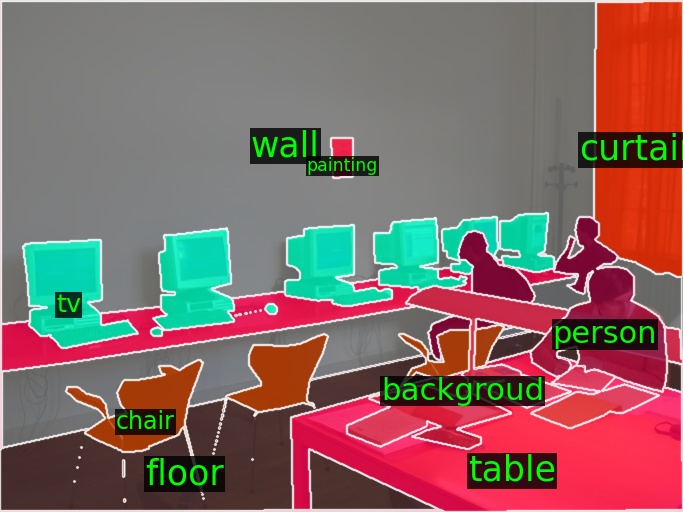 wall
painting
curtai
tv
person
backgroud
chair
floor
table